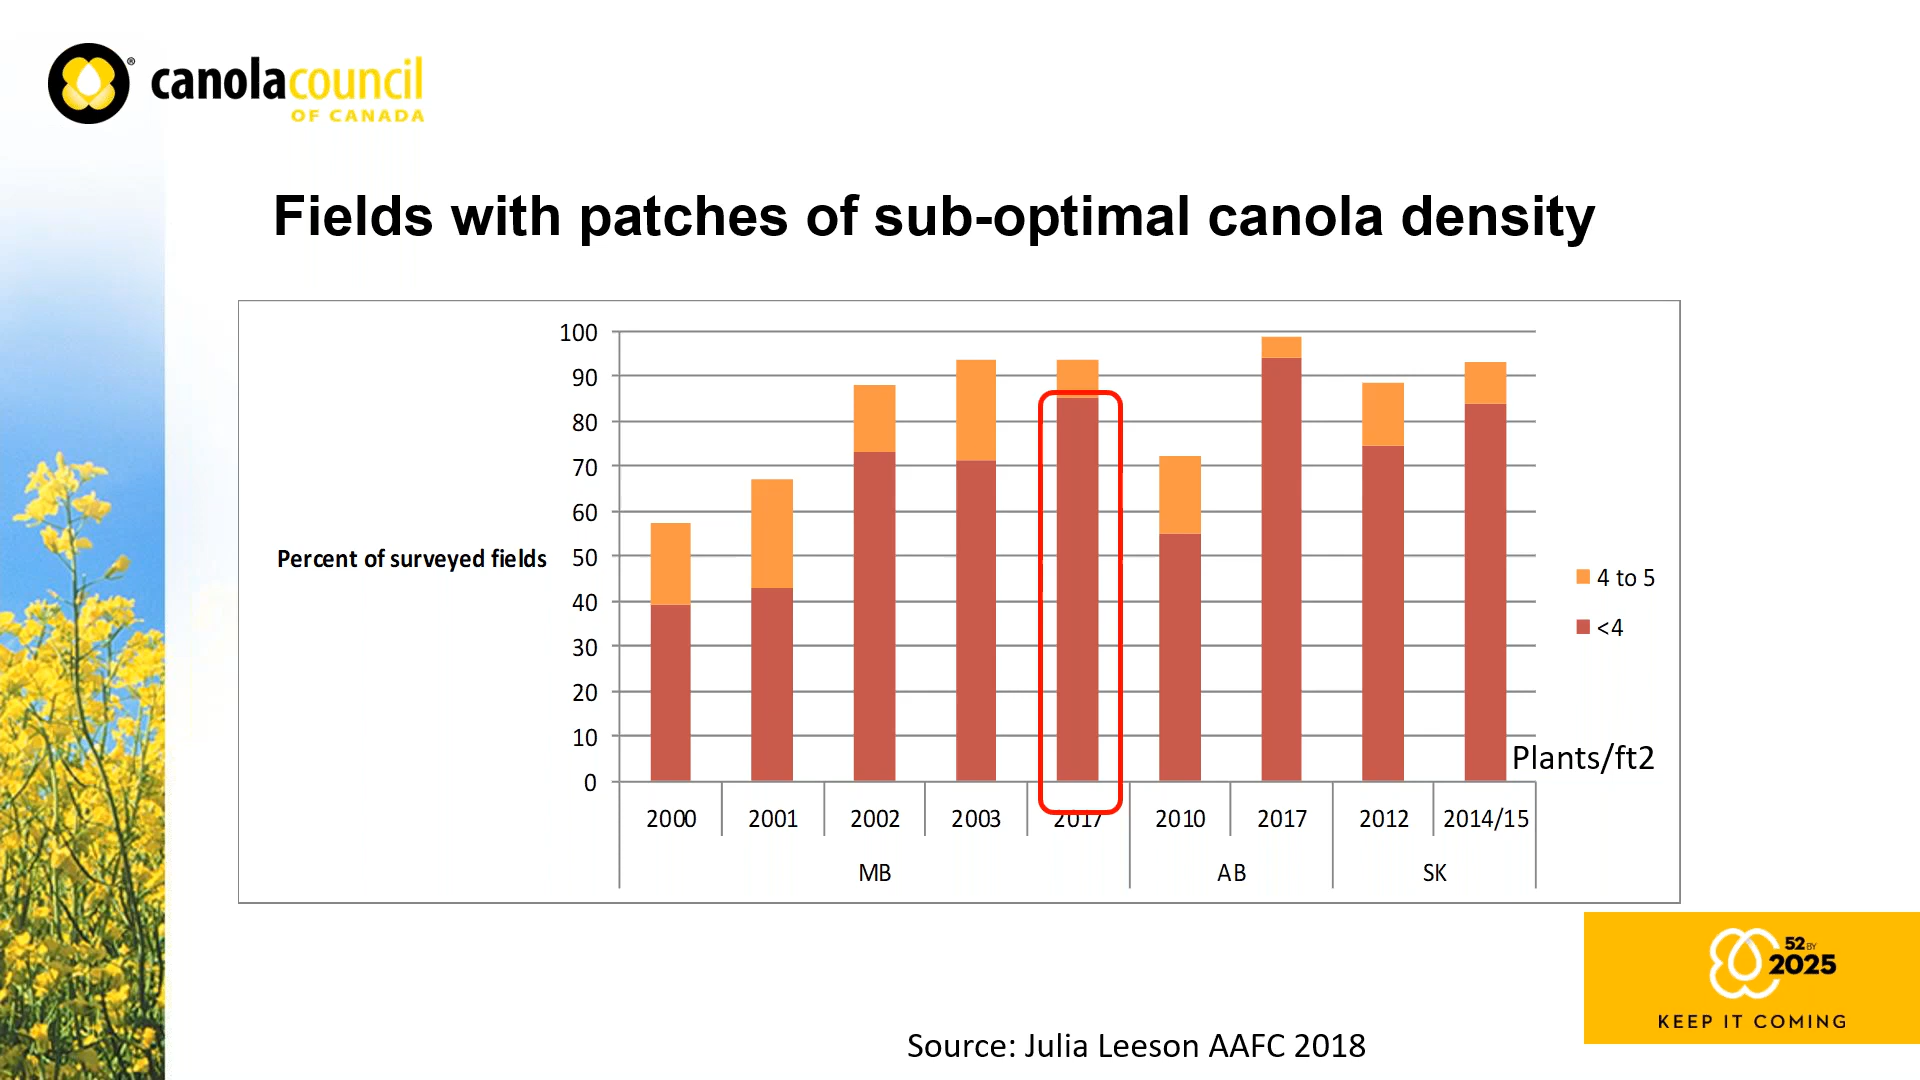 canolacouncil®
OF CANADA
Fields with patches of sub-optimal canola density
100
90
80
70
60
50
40
30
20
10
0
Percent of surveyed fields
4 to 5
<4
Plants/ft2
2000 2001 2002 2003 2017 2010 2017 2012 2014/15
MB AB SK
52 BY
2025
KEEP IT COMING
Source: Julia Leeson AAFC 2018